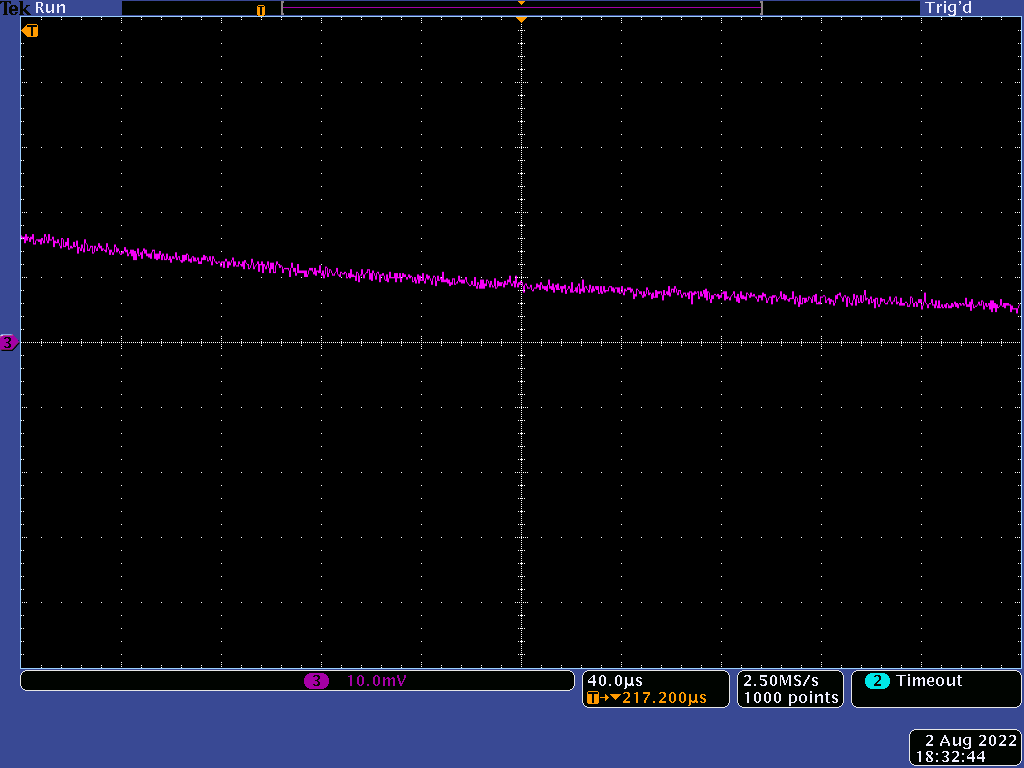 Tek Run Trig'd
T
T
3
3 10.0mV
40.0µs
T→▼217.200µs
2.50MS/s
1000 points
2 Timeout
2 Aug 2022
18:32:44